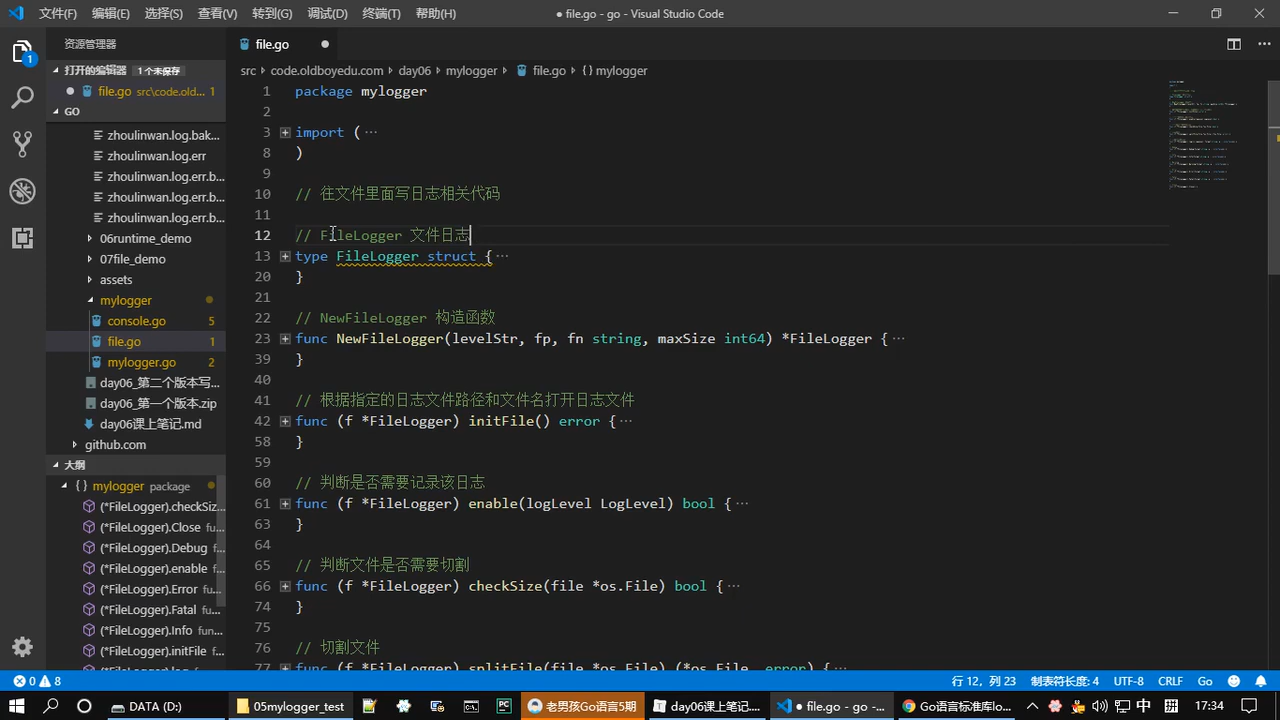 文件(F) 编辑(E) 选择(S) 查看(V) 转到(G) 调试(D) 终端(T) 帮助(H) ● file.go - go - Visual Studio Code
资源管理器
file.go ●
打开的编辑器 1 个未保存
src > code.oldboyedu.com > day06 > mylogger > file.go > {} mylogger
● file.go src\code.old... 1
GO
zhoulinwan.log.bak...
zhoulinwan.log.err
zhoulinwan.log.err.b...
zhoulinwan.log.err.b...
zhoulinwan.log.err.b...
06runtime_demo
07file_demo
assets
mylogger
console.go 5
file.go 1
mylogger.go 2
day06_第二个版本写...
day06_第一个版本.zip
day06课上笔记.md
github.com
大纲
{} mylogger package
(*FileLogger).checkSiz...
(*FileLogger).Close fu...
(*FileLogger).Debug f...
(*FileLogger).enable f...
(*FileLogger).Error fu...
(*FileLogger).Fatal fu...
(*FileLogger).Info fun...
(*FileLogger).initFile f...
1 package mylogger
2
3 import ( ...
8 )
9
10 // 往文件里面写日志相关代码
11
12 // FileLogger 文件日志
13 type FileLogger struct { ...
20 }
21
22 // NewFileLogger 构造函数
23 func NewFileLogger(levelStr, fp, fn string, maxSize int64) *FileLogger { ...
39 }
40
41 // 根据指定的日志文件路径和文件名打开日志文件
42 func (f *FileLogger) initFile() error { ...
58 }
59
60 // 判断是否需要记录该日志
61 func (f *FileLogger) enable(logLevel LogLevel) bool { ...
63 }
64
65 // 判断文件是否需要切割
66 func (f *FileLogger) checkSize(file *os.File) bool { ...
74 }
75
76 // 切割文件
77 func (f *FileLogger) splitFile(file *os.File) (*os.File, error) { ...
0 8 行 12, 列 23 制表符长度: 4 UTF-8 CRLF Go
DATA (D:) 05mylogger_test 老男孩Go语言5期 day06课上笔记.... ● file.go - go -... Go语言标准库lo... 中 拼 17:34